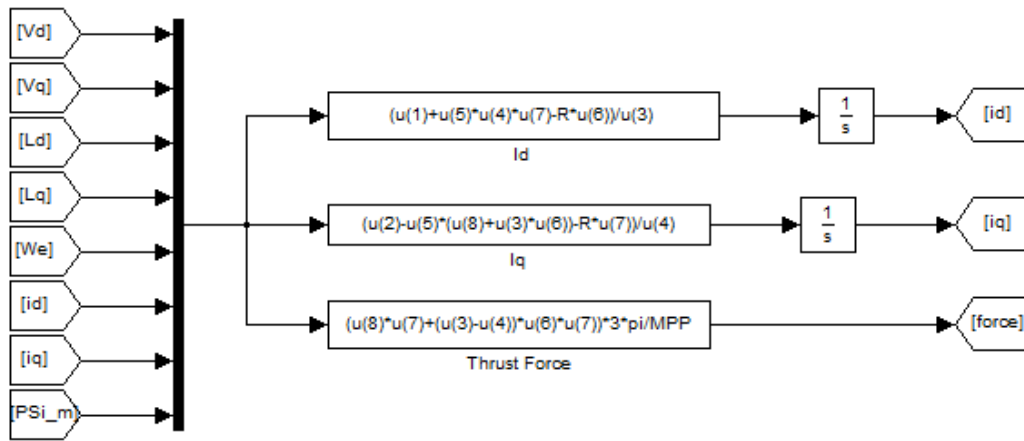 [Vd]
[Vq]
[Ld]
[Lq]
[We]
[id]
[iq]
[PSi_m]
(u(1)+u(5)*u(4)*u(7)-R*u(6))/u(3)
Id
1
s
[id]
(u(2)-u(5)*(u(8)+u(3)*u(6))-R*u(7))/u(4)
Iq
1
s
[iq]
(u(8)*u(7)+(u(3)-u(4))*u(6)*u(7))*3*pi/MPP
Thrust Force
[force]